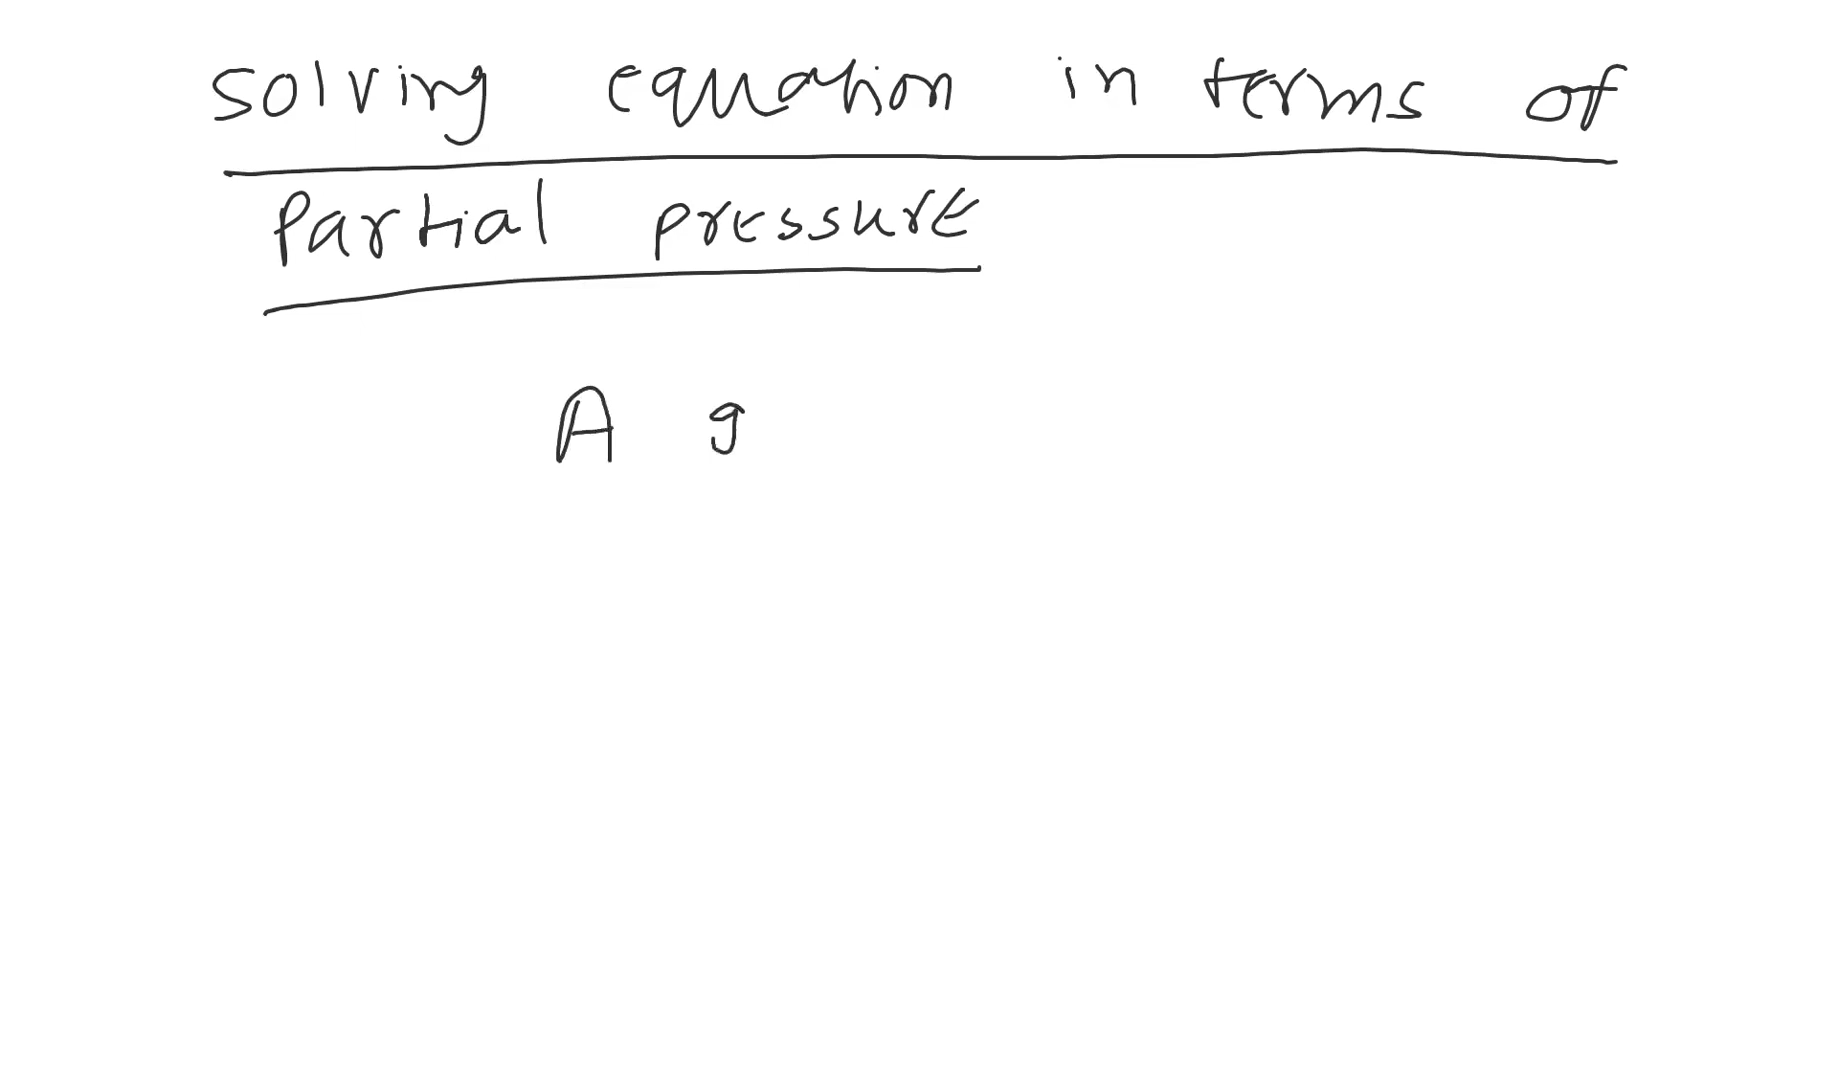 solving equation in terms of
Partial pressure
A g